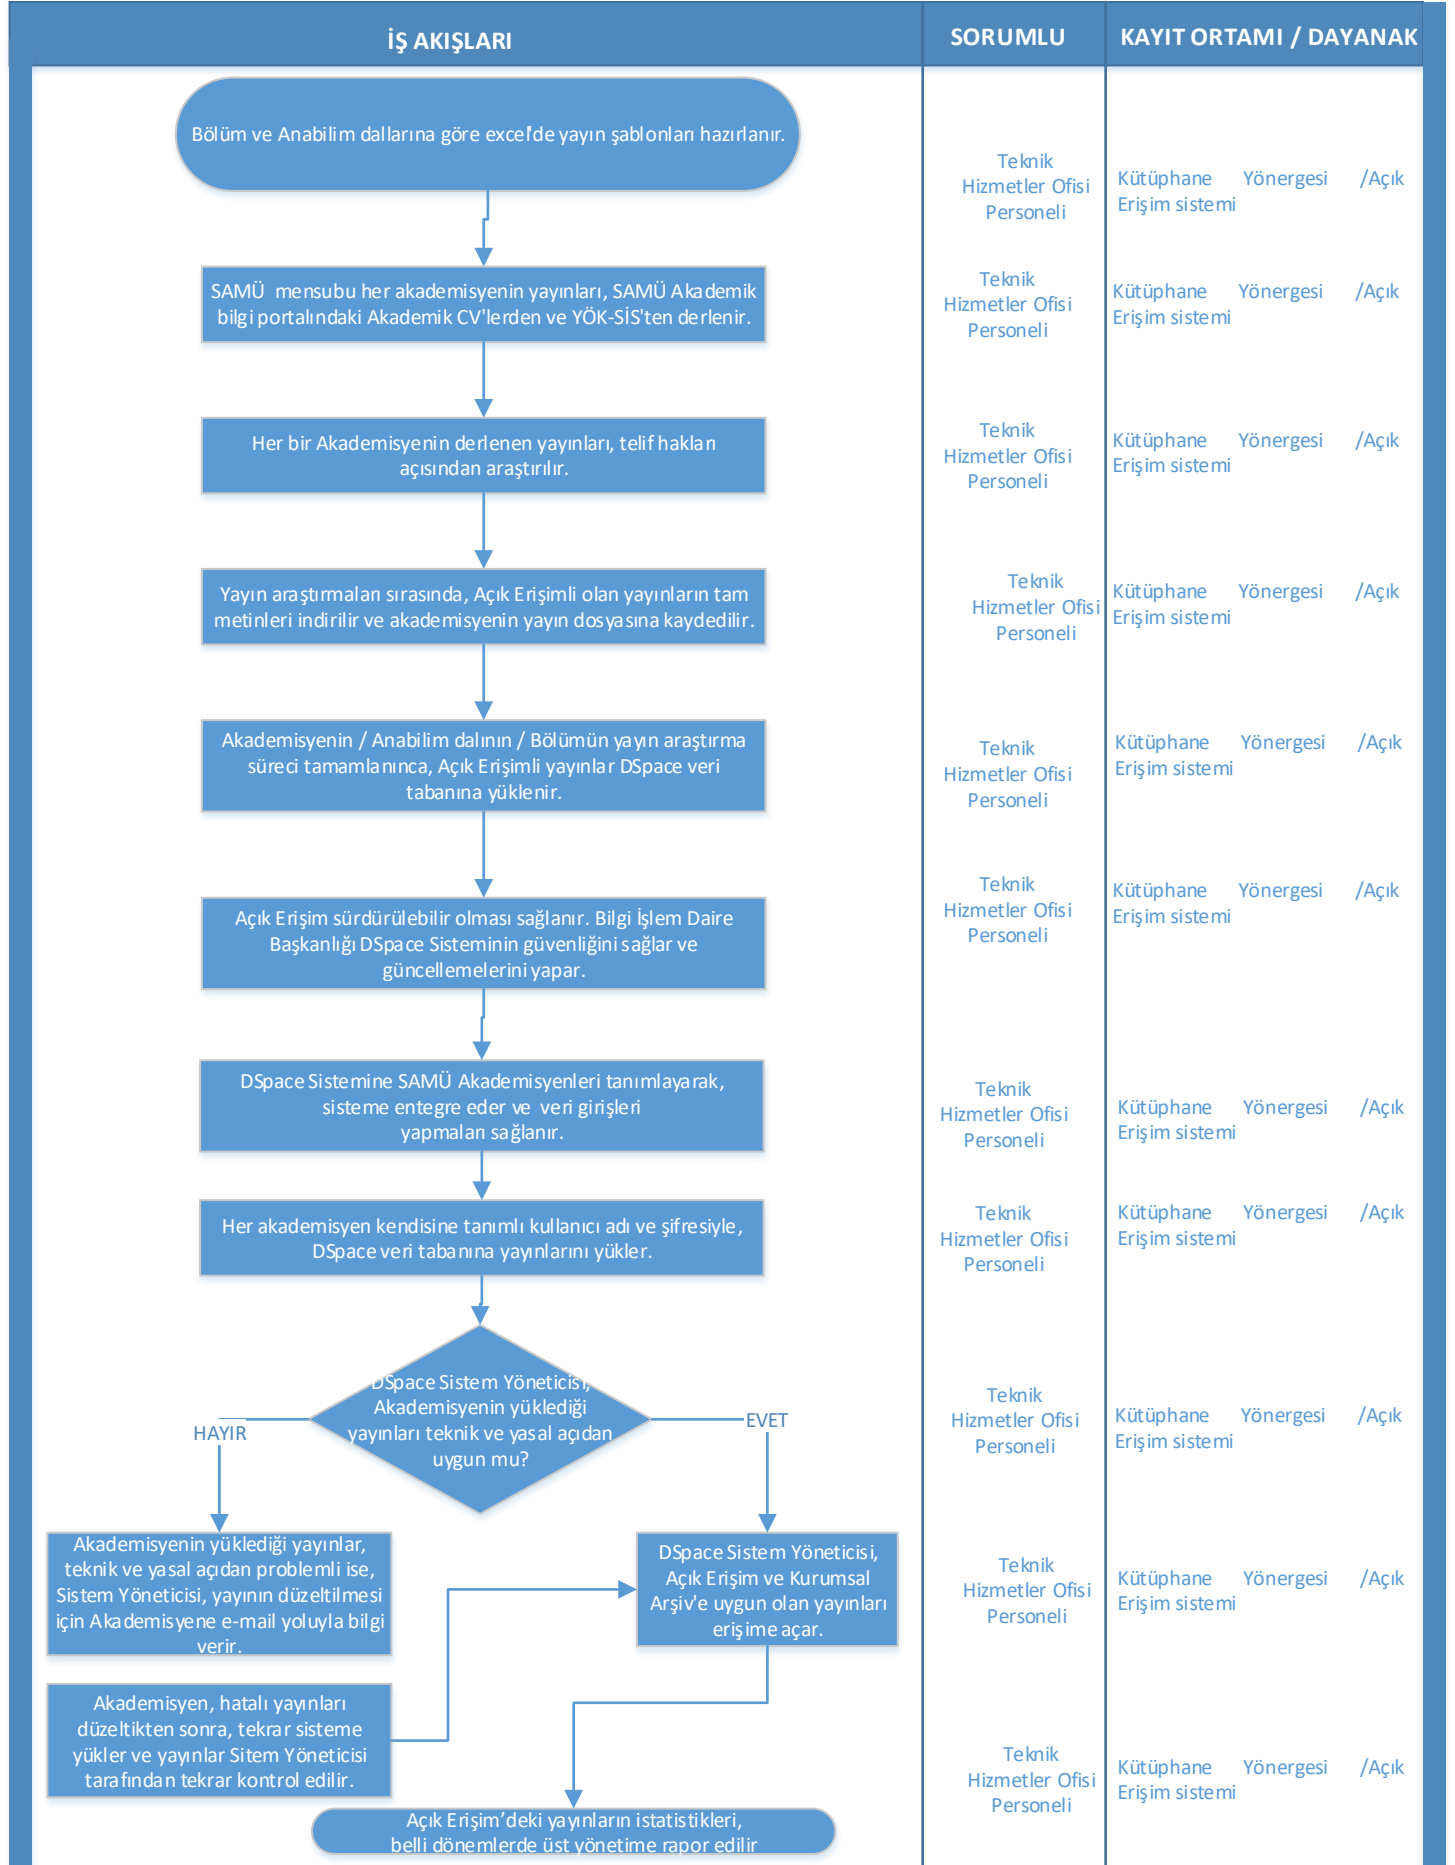 İŞ AKIŞLARI
SORUMLU
KAYIT ORTAMI / DAYANAK
Bölüm ve Anabilim dallarına göre excel'de yayın şablonları hazırlanır.
Teknik
Hizmetler Ofisi
Personeli
Kütüphane Yönergesi /Açık
Erişim sistemi
SAMÜ mensubu her akademisyenin yayınları, SAMÜ Akademik
bilgi portalındaki Akademik CV'lerden ve YÖK-SİS'ten derlenir.
Teknik
Hizmetler Ofisi
Personeli
Kütüphane Yönergesi /Açık
Erişim sistemi
Her bir Akademisyenin derlenen yayınları, telif hakları
açısından araştırılır.
Teknik
Hizmetler Ofisi
Personeli
Kütüphane Yönergesi /Açık
Erişim sistemi
Yayın araştırmaları sırasında, Açık Erişimli olan yayınların tam
metinleri indirilir ve akademisyenin yayın dosyasına kaydedilir.
Teknik
Hizmetler Ofisi
Personeli
Kütüphane Yönergesi /Açık
Erişim sistemi
Akademisyenin / Anabilim dalının / Bölümün yayın araştırma
süreci tamamlanınca, Açık Erişimli yayınlar DSpace veri
tabanına yüklenir.
Teknik
Hizmetler Ofisi
Personeli
Kütüphane Yönergesi /Açık
Erişim sistemi
Açık Erişim sürdürülebilir olması sağlanır. Bilgi İşlem Daire
Başkanlığı DSpace Sisteminin güvenliğini sağlar ve
güncellemelerini yapar.
Teknik
Hizmetler Ofisi
Personeli
Kütüphane Yönergesi /Açık
Erişim sistemi
DSpace Sistemine SAMÜ Akademisyenleri tanımlayarak,
sisteme entegre eder ve veri girişleri
yapmaları sağlanır.
Teknik
Hizmetler Ofisi
Personeli
Kütüphane Yönergesi /Açık
Erişim sistemi
Her akademisyen kendisine tanımlı kullanıcı adı ve şifresiyle,
DSpace veri tabanına yayınlarını yükler.
Teknik
Hizmetler Ofisi
Personeli
Kütüphane Yönergesi /Açık
Erişim sistemi
DSpace Sistem Yöneticisi,
Akademisyenin yüklediği
yayınları teknik ve yasal açıdan
uygun mu?
HAYIR
EVET
Teknik
Hizmetler Ofisi
Personeli
Kütüphane Yönergesi /Açık
Erişim sistemi
Akademisyenin yüklediği yayınlar,
teknik ve yasal açıdan problemli ise,
Sistem Yöneticisi, yayının düzeltilmesi
için Akademisyene e-mail yoluyla bilgi
verir.
DSpace Sistem Yöneticisi,
Açık Erişim ve Kurumsal
Arşiv'e uygun olan yayınları
erişime açar.
Teknik
Hizmetler Ofisi
Personeli
Kütüphane Yönergesi /Açık
Erişim sistemi
Akademisyen, hatalı yayınları
düzeltikten sonra, tekrar sisteme
yükler ve yayınlar Sitem Yöneticisi
tarafından tekrar kontrol edilir.
Teknik
Hizmetler Ofisi
Personeli
Kütüphane Yönergesi /Açık
Erişim sistemi
Açık Erişim’deki yayınların istatistikleri,
belli dönemlerde üst yönetime rapor edilir